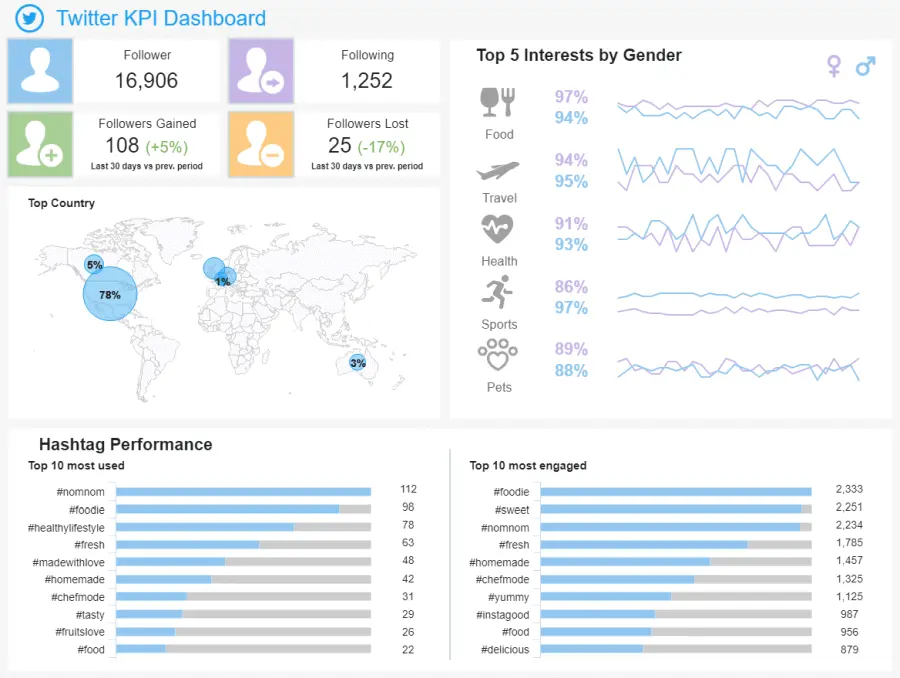 Twitter KPI Dashboard
Follower
16,906
Following
1,252
Followers Gained
108 (+5%)
Last 30 days vs prev. period
Followers Lost
25 (-17%)
Last 30 days vs prev. period
Top Country
5%
78%
1%
3%
Top 5 Interests by Gender
97%
94%
Food
94%
95%
Travel
91%
93%
Health
86%
97%
Sports
89%
88%
Pets
Hashtag Performance
Top 10 most used
#nomnom 112
#foodie 98
#healthylifestyle 78
#fresh 63
#madewithlove 48
#homemade 42
#chefmode 31
#tasty 29
#fruitslove 26
#food 22
Top 10 most engaged
#foodie 2,333
#sweet 2,251
#nomnom 2,234
#fresh 1,785
#homemade 1,457
#chefmode 1,325
#yummy 1,125
#instagood 987
#food 956
#delicious 879